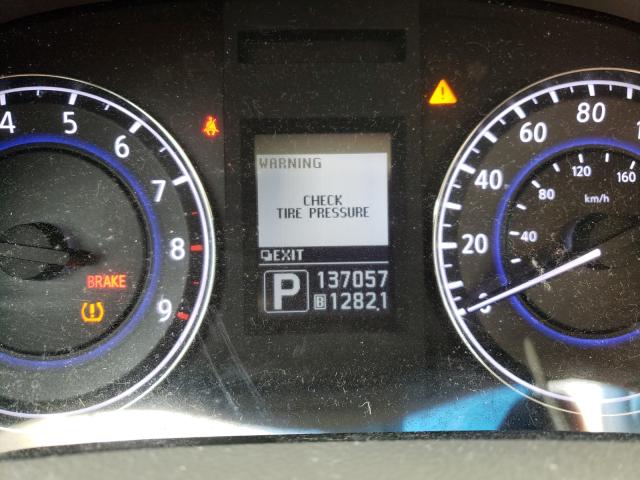 4 5 6 7 8 9
BRAKE
WARNING
CHECK
TIRE PRESSURE
EXIT
P
137057
B 1282.1
0 20 40 60 80
40 80 120 160
km/h